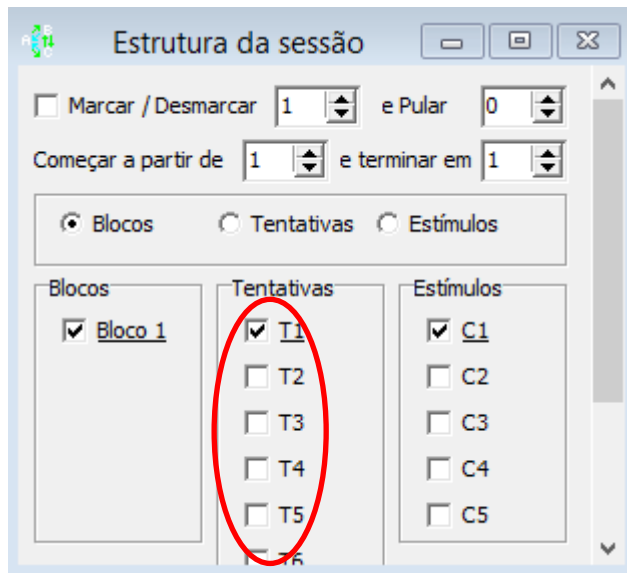 Estrutura da sessão
Marcar / Desmarcar 1 e Pular 0
Começar a partir de 1 e terminar em 1
Blocos Tentativas Estímulos
Blocos Tentativas Estímulos
Bloco 1 T1 C1
T2 C2
T3 C3
T4 C4
T5 C5
T6